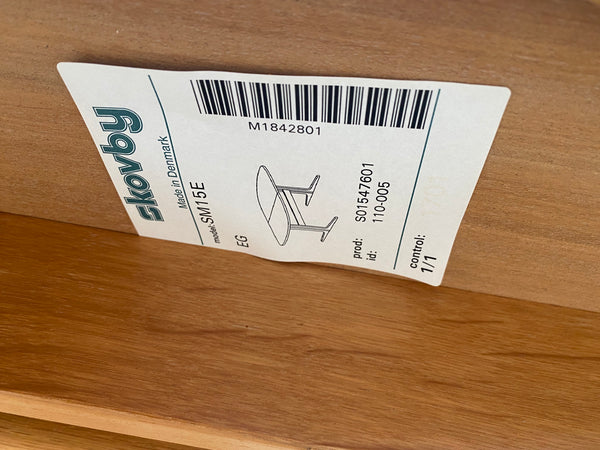 skovby
Made in Denmark
model: SM15E
EG
M1842801
prod: S01547601
id: 110-005
control:
1/1